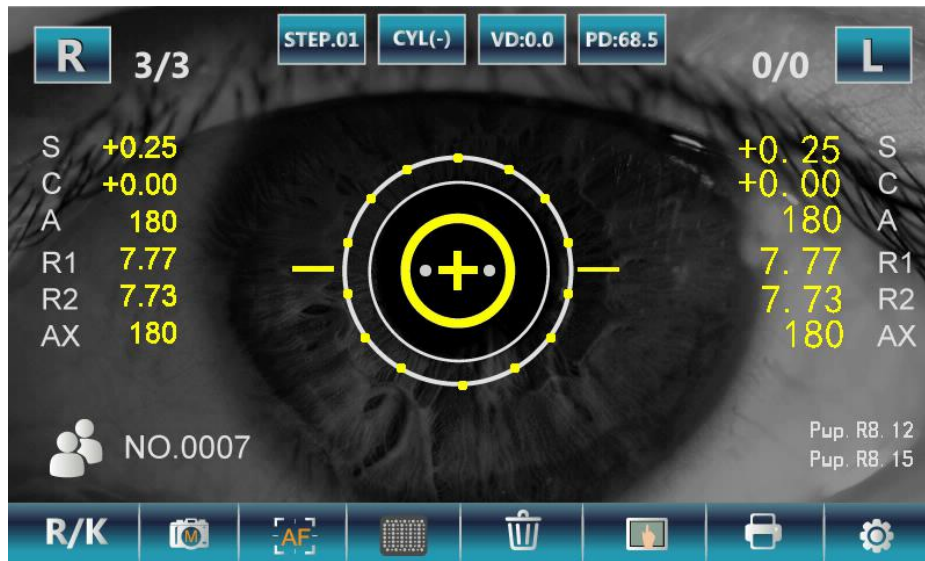 R 3/3 STEP.01 CYL(-) VD:0.0 PD:68.5 0/0 L
S +0.25 +0. 25 S
C +0.00 +0. 00 C
A 180 180 A
R1 7.77 7. 77 R1
R2 7.73 7. 73 R2
AX 180 180 AX
NO.0007
Pup. R8. 12
Pup. R8. 15
R/K M AF